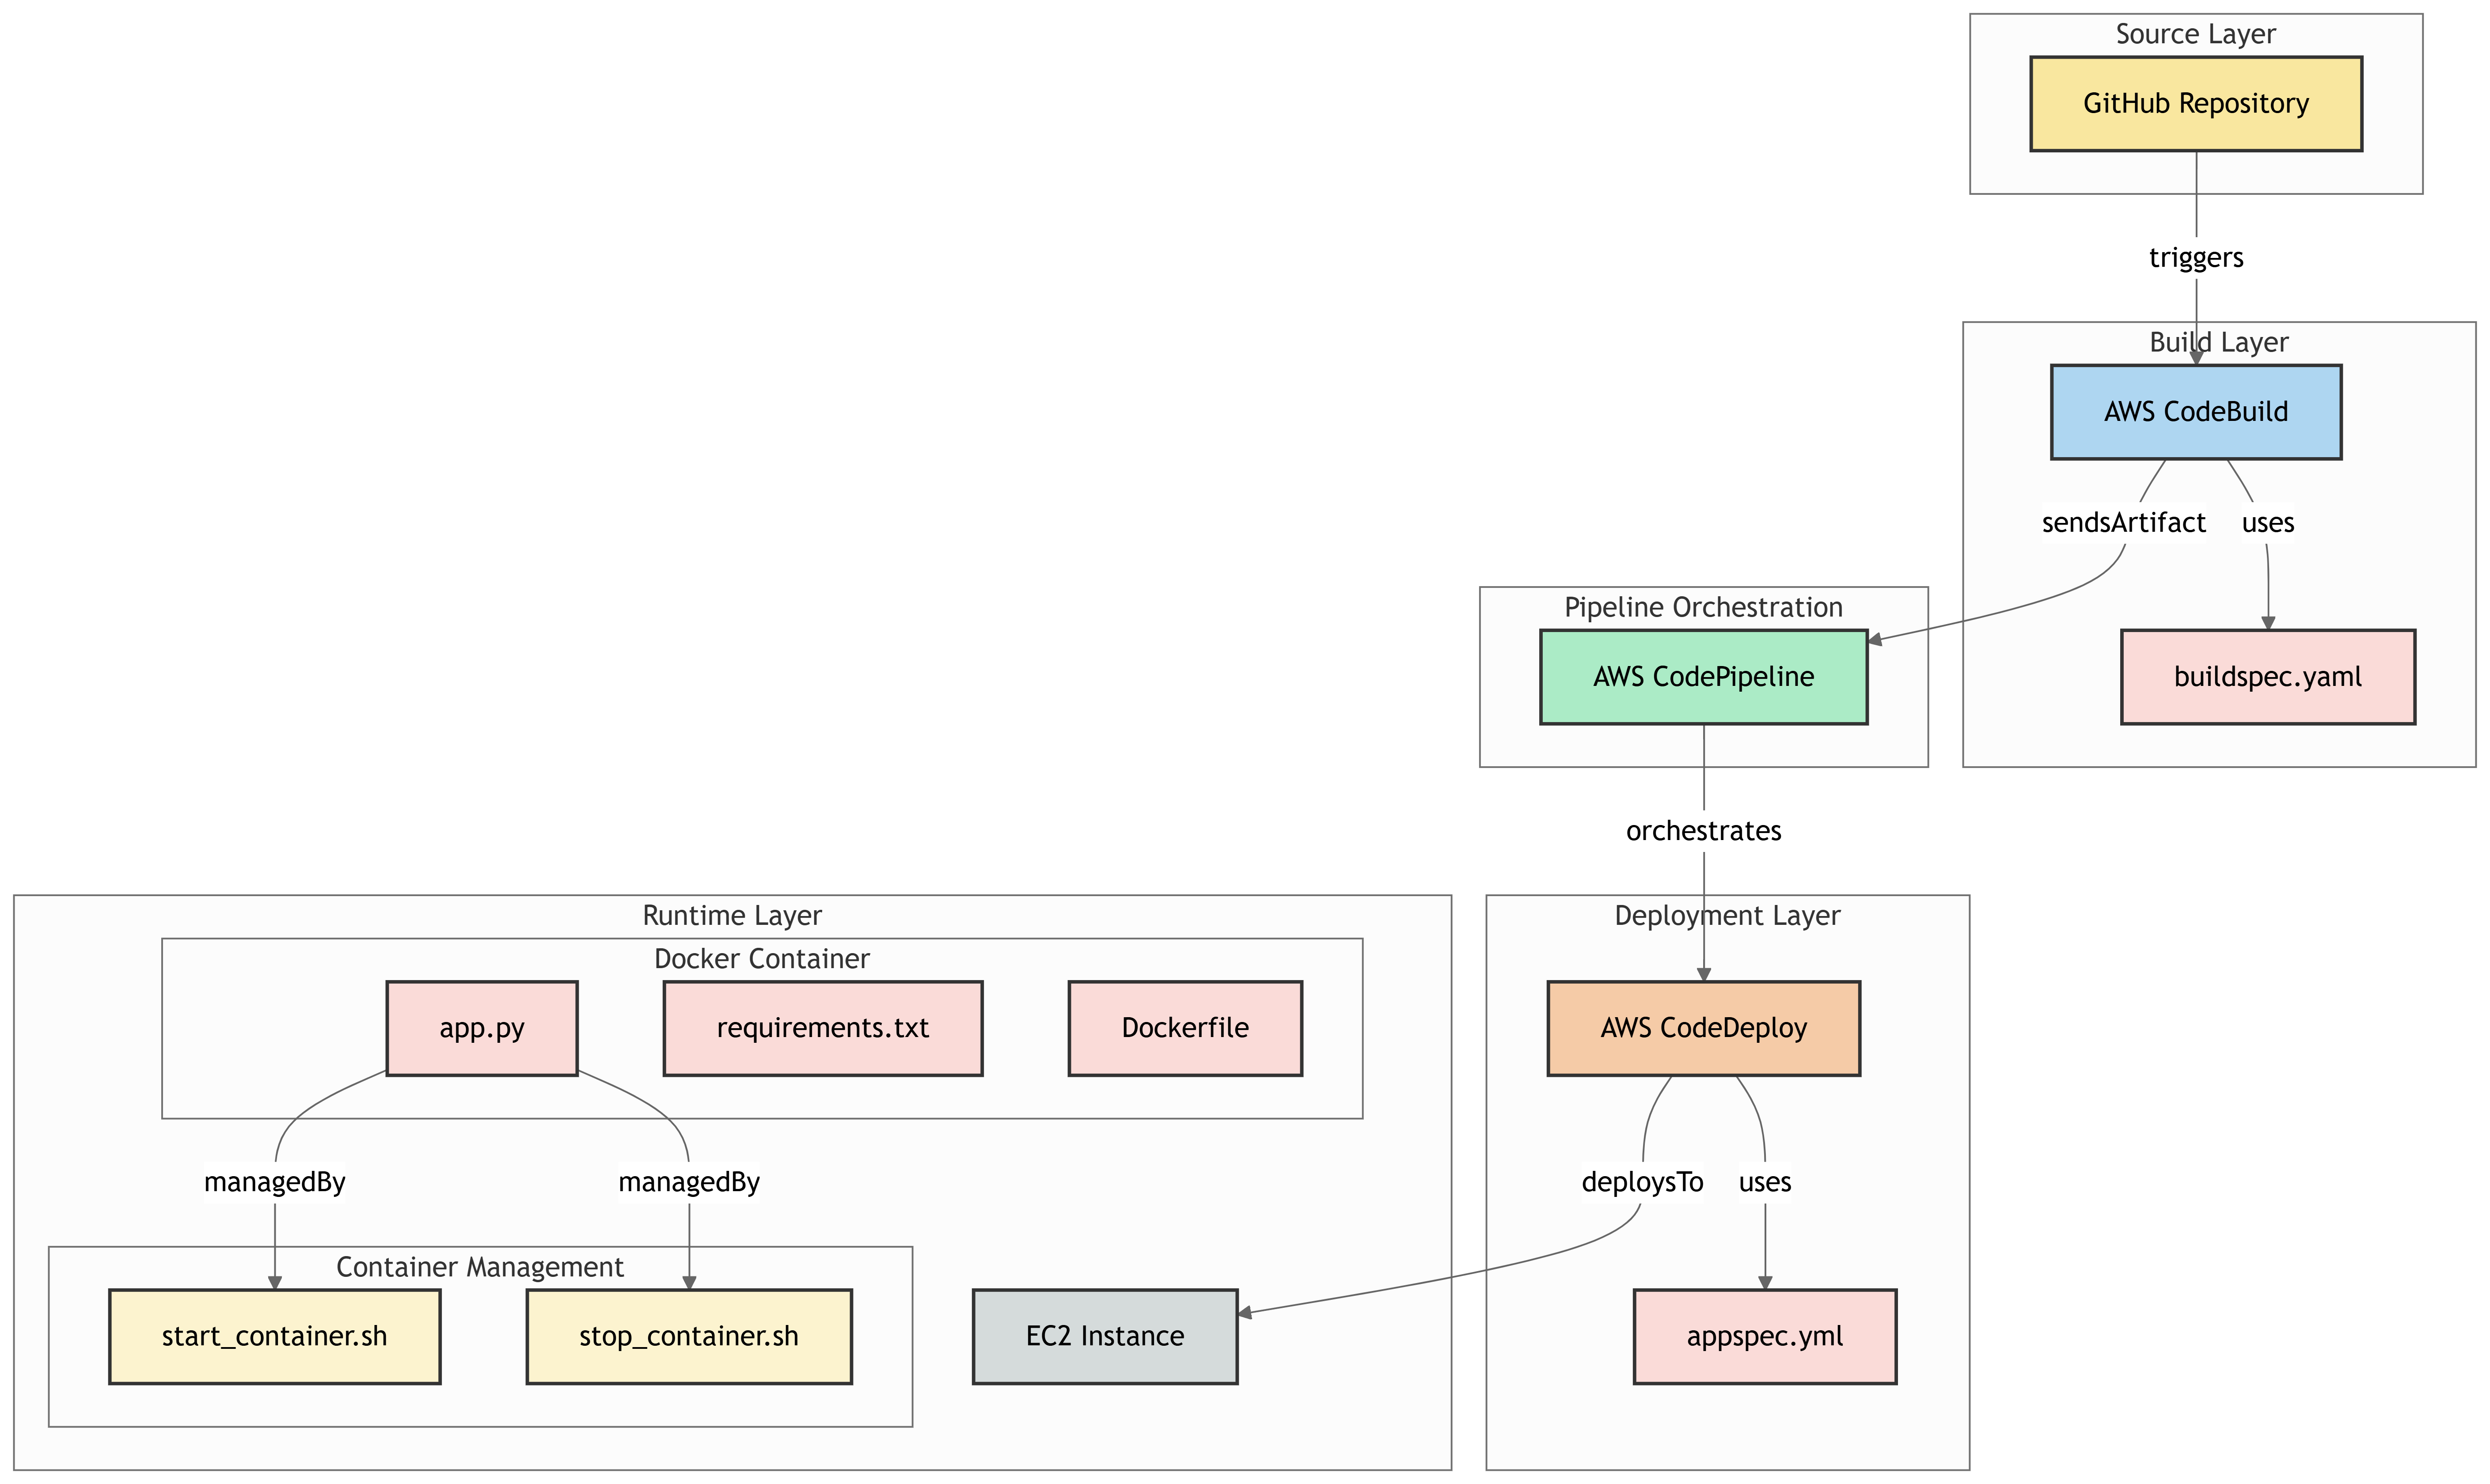 Source Layer
GitHub Repository
triggers
Build Layer
AWS CodeBuild
sendsArtifact
uses
Pipeline Orchestration
AWS CodePipeline
buildspec.yaml
orchestrates
Runtime Layer
Deployment Layer
Docker Container
app.py
requirements.txt
Dockerfile
AWS CodeDeploy
managedBy
managedBy
deploysTo
uses
Container Management
start_container.sh
stop_container.sh
EC2 Instance
appspec.yml